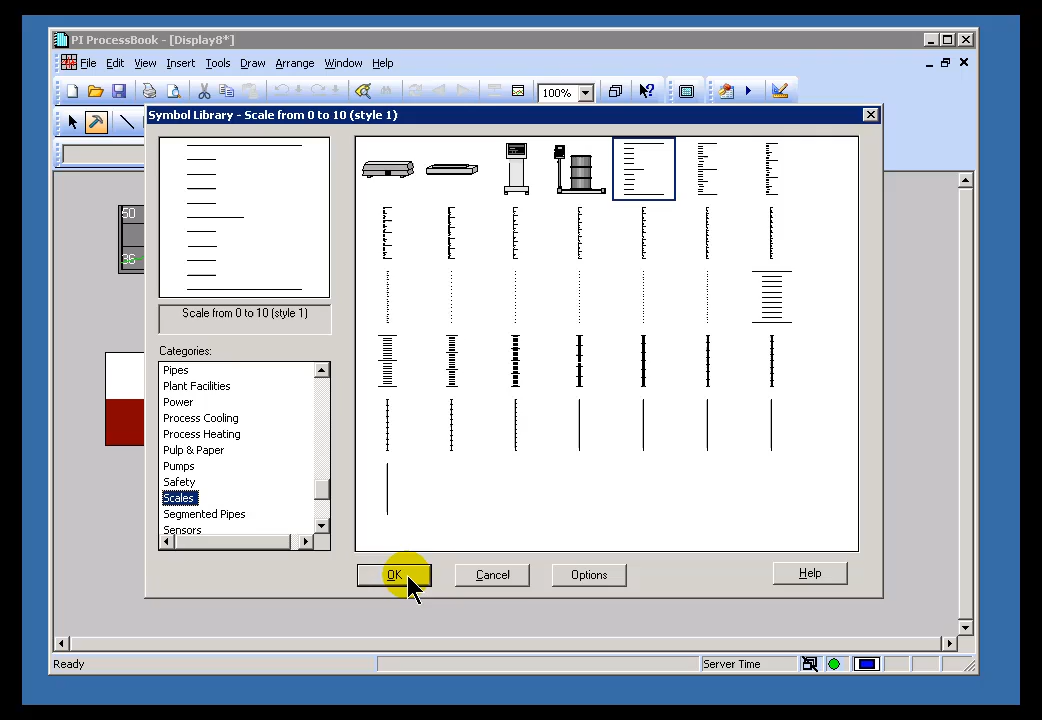 PI ProcessBook - [Display8*]
File Edit View Insert Tools Draw Arrange Window Help
100%
Symbol Library - Scale from 0 to 10 (style 1)
50
36
Scale from 0 to 10 (style 1)
Categories:
Pipes
Plant Facilities
Power
Process Cooling
Process Heating
Pulp & Paper
Pumps
Safety
Scales
Segmented Pipes
Sensors
OK Cancel Options Help
Ready Server Time